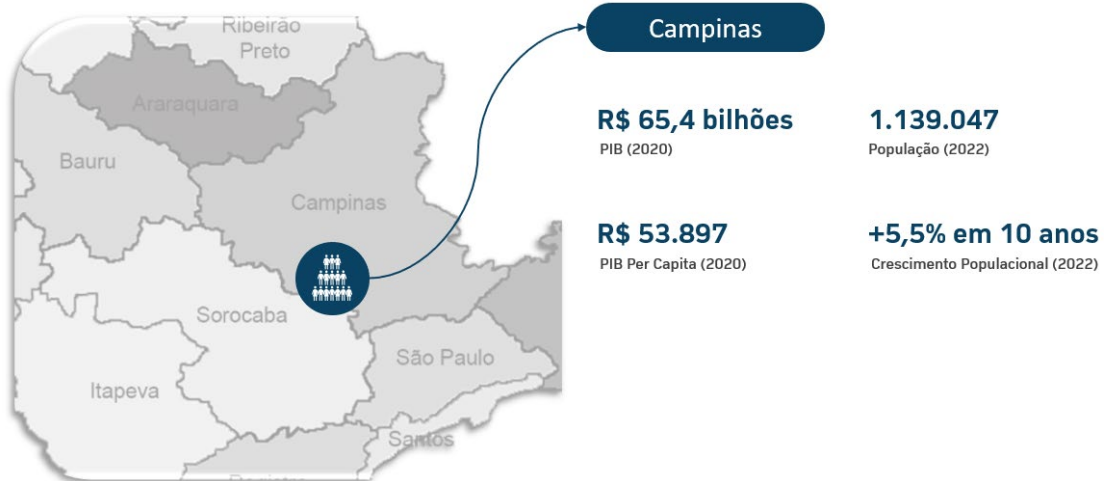 Ribeirão
Preto
Araraquara
Bauru
Campinas
Sorocaba
São Paulo
Itapeva
Santos
Campinas
R$ 65,4 bilhões
PIB (2020)
1.139.047
População (2022)
R$ 53.897
PIB Per Capita (2020)
+5,5% em 10 anos
Crescimento Populacional (2022)